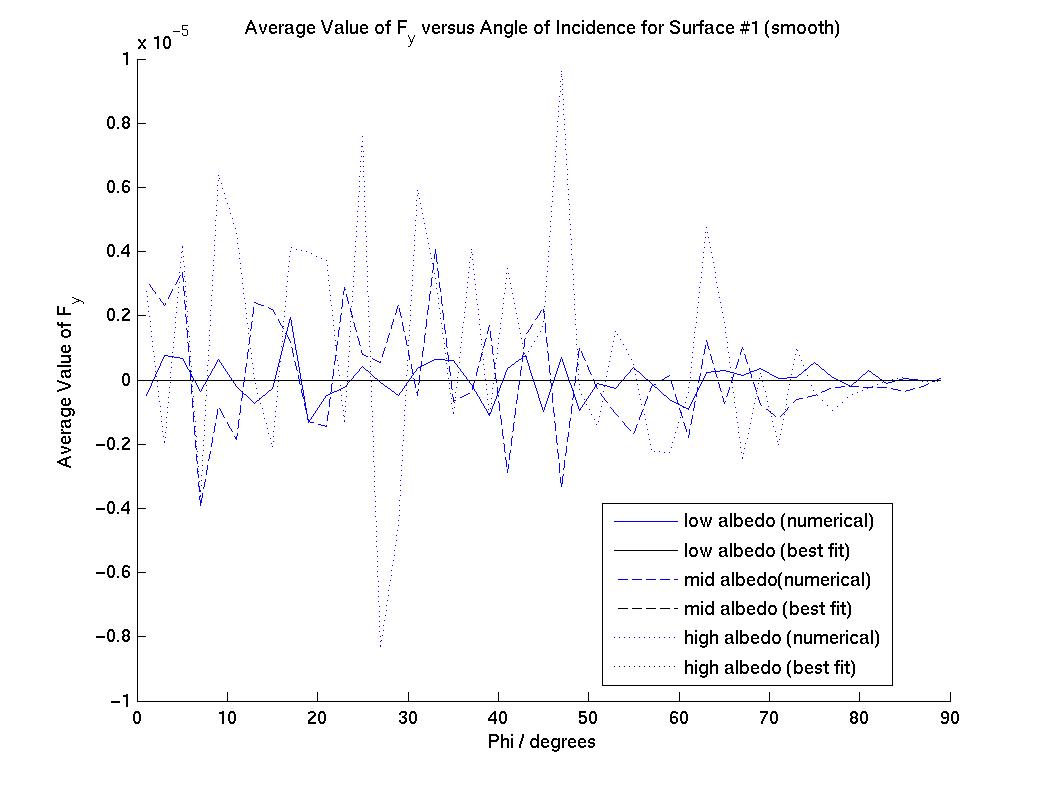 Average Value of F_y versus Angle of Incidence for Surface #1 (smooth)
x 10^-5
1
0.8
0.6
0.4
0.2
0
−0.2
−0.4
−0.6
−0.8
−1
Average Value of F_y
low albedo (numerical)
low albedo (best fit)
mid albedo(numerical)
mid albedo (best fit)
high albedo (numerical)
high albedo (best fit)
0 10 20 30 40 50 60 70 80 90
Phi / degrees